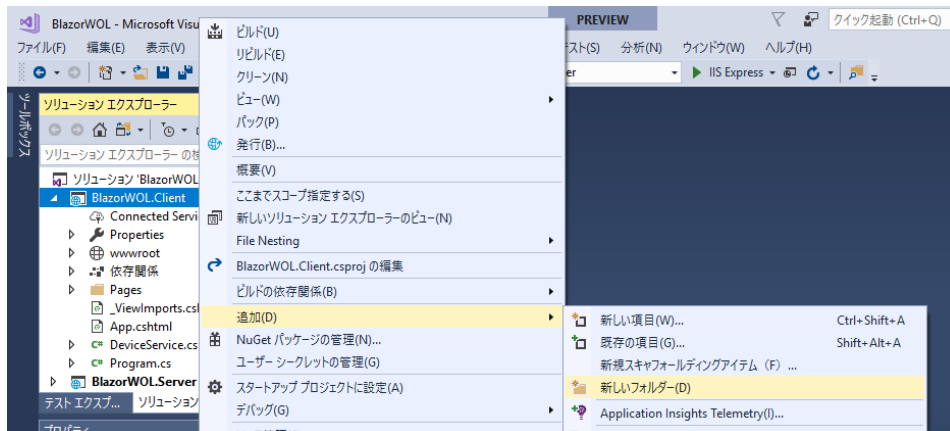 BlazorWOL - Microsoft Visu
PREVIEW
クイック起動 (Ctrl+Q)
ファイル(F) 編集(E) 表示(V)
テスト(S) 分析(N) ウィンドウ(W) ヘルプ(H)
er
IIS Express
ツールボックス
ソリューション エクスプローラー
ソリューション エクスプローラー の検
ソリューション 'BlazorWOL
BlazorWOL.Client
Connected Servi
Properties
wwwroot
依存関係
Pages
_ViewImports.csl
App.cshtml
C# DeviceService.cs
C# Program.cs
BlazorWOL.Server
テスト エクスプ... ソリューション
プロパティ
ビルド(U)
リビルド(E)
クリーン(N)
ビュー(W)
パック(P)
発行(B)...
概要(V)
ここまでスコープ指定する(S)
新しいソリューション エクスプローラーのビュー(N)
File Nesting
BlazorWOL.Client.csproj の編集
ビルドの依存関係(B)
追加(D)
NuGet パッケージの管理(N)...
ユーザー シークレットの管理(G)
スタートアップ プロジェクトに設定(A)
デバッグ(G)
新しい項目(W)... Ctrl+Shift+A
既存の項目(G)... Shift+Alt+A
新規スキャフォールディングアイテム (F) ...
新しいフォルダー(D)
Application Insights Telemetry(I)...